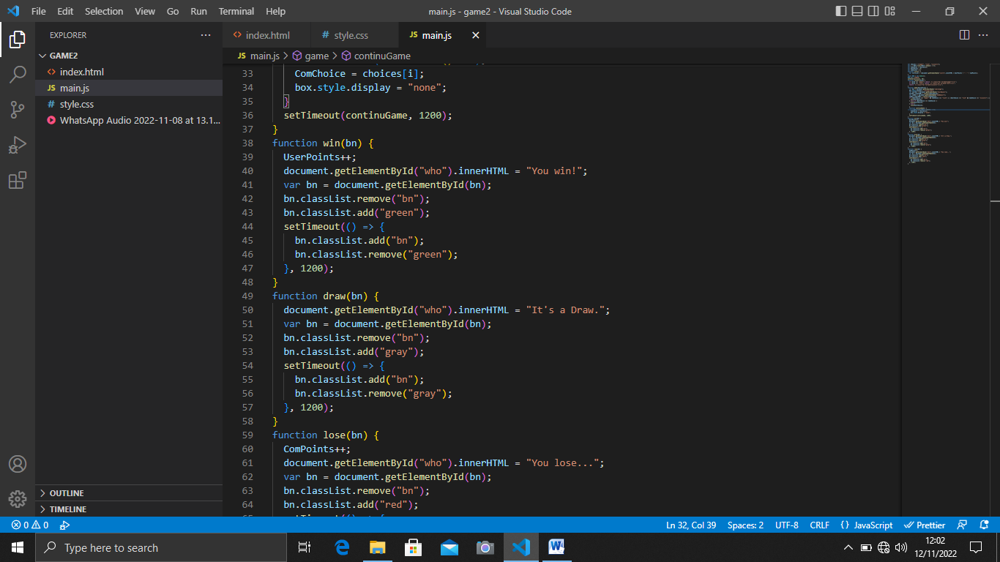 File Edit Selection View Go Run Terminal Help main.js - game2 - Visual Studio Code
EXPLORER
GAME2
index.html
main.js
style.css
WhatsApp Audio 2022-11-08 at 13.1...
OUTLINE
TIMELINE
index.html style.css JS main.js
JS main.js > game > continuGame
33 ComChoice = choices[i];
34 box.style.display = "none";
35 }
36 setTimeout(continuGame, 1200);
37 }
38 function win(bn) {
39 UserPoints++;
40 document.getElementById("who").innerHTML = "You win!";
41 var bn = document.getElementById(bn);
42 bn.classList.remove("bn");
43 bn.classList.add("green");
44 setTimeout(() => {
45 bn.classList.add("bn");
46 bn.classList.remove("green");
47 }, 1200);
48 }
49 function draw(bn) {
50 document.getElementById("who").innerHTML = "It's a Draw.";
51 var bn = document.getElementById(bn);
52 bn.classList.remove("bn");
53 bn.classList.add("gray");
54 setTimeout(() => {
55 bn.classList.add("bn");
56 bn.classList.remove("gray");
57 }, 1200);
58 }
59 function lose(bn) {
60 ComPoints++;
61 document.getElementById("who").innerHTML = "You lose...";
62 var bn = document.getElementById(bn);
63 bn.classList.remove("bn");
64 bn.classList.add("red");
0 0 Ln 32, Col 39 Spaces: 2 UTF-8 CRLF {} JavaScript Prettier
Type here to search
12:02
12/11/2022